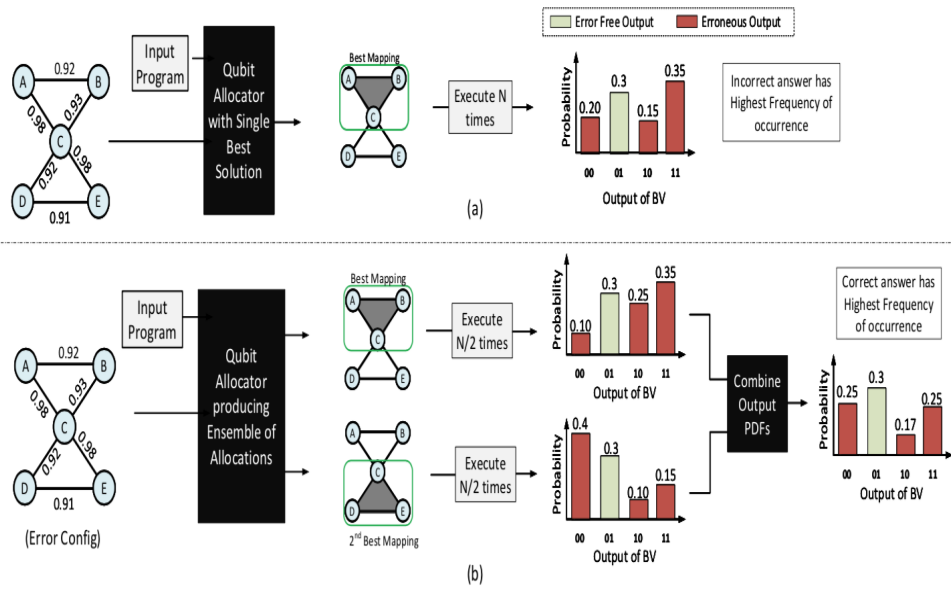 Error Free Output
Erroneous Output
Input
Program
Qubit
Allocator
with Single
Best
Solution
A
0.92
B
0.98
0.93
C
0.92
0.98
D
0.91
E
Best Mapping
A
B
C
D
E
Execute N
times
Probability
0.20
0.3
0.15
0.35
00
01
10
11
Output of BV
Incorrect answer has
Highest Frequency of
occurrence
(a)
Input
Program
Qubit
Allocator
producing
Ensemble of
Allocations
A
0.92
B
0.98
0.93
C
0.92
0.98
D
0.91
E
(Error Config)
Best Mapping
A
B
C
D
E
Execute
N/2 times
Probability
0.10
0.3
0.25
0.35
00
01
10
11
Output of BV
A
B
C
D
E
2nd Best Mapping
Execute
N/2 times
Probability
0.4
0.3
0.10
0.15
00
01
10
11
Output of BV
Combine
Output
PDFs
Correct answer has
Highest Frequency
of occurrence
Probability
0.25
0.3
0.17
0.25
00
01
10
11
Output of BV
(b)